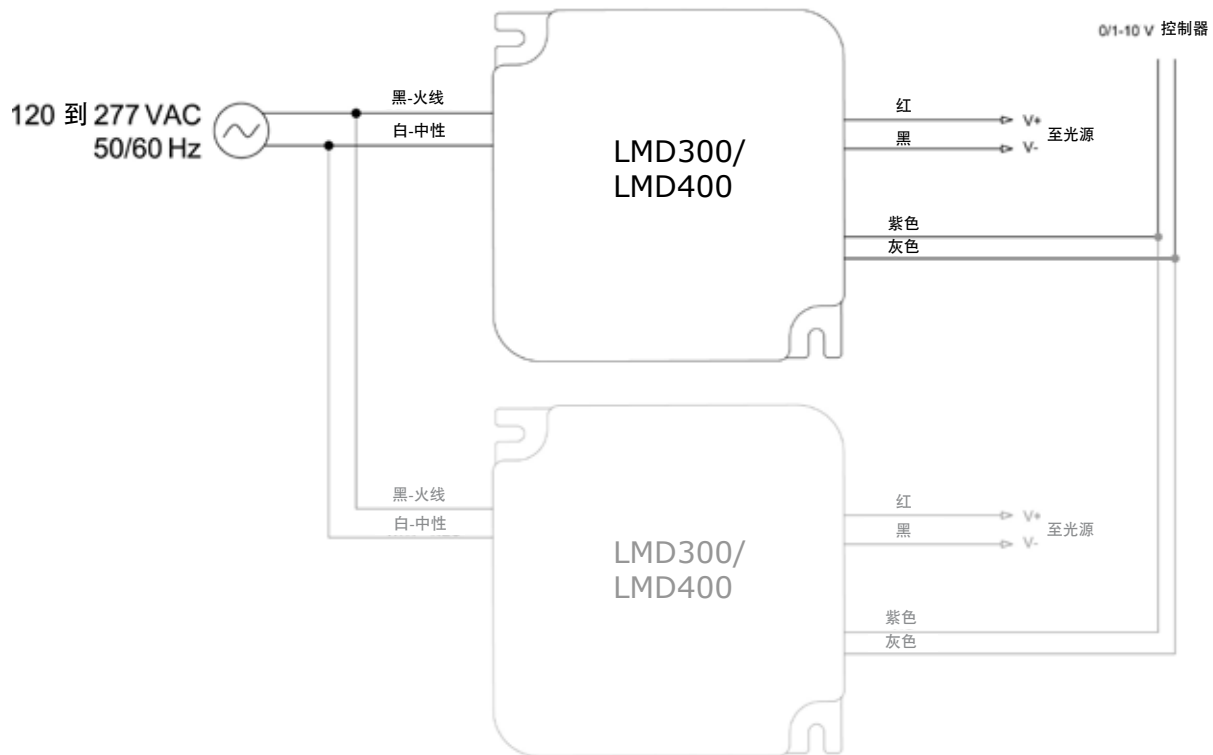 0/1-10 V 控制器
120 到 277 VAC
50/60 Hz
黑-火线
白-中性
LMD300/
LMD400
红
黑
V+
V-
至光源
紫色
灰色
黑-火线
白-中性
LMD300/
LMD400
红
黑
V+
V-
至光源
紫色
灰色